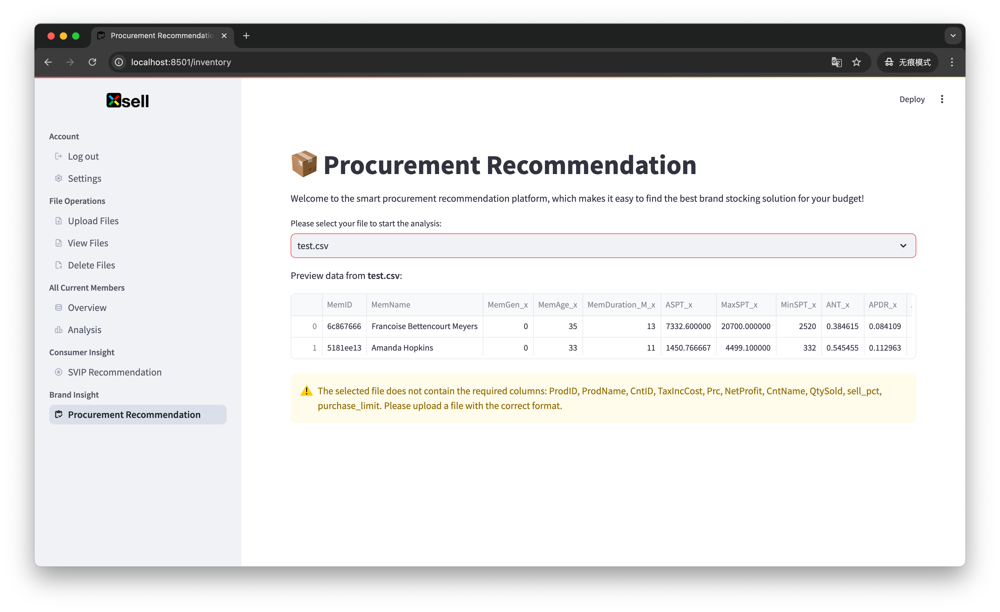 Procurement Recommendatio
localhost:8501/inventory
无痕模式
Xsell
Deploy
Account
Log out
Settings
File Operations
Upload Files
View Files
Delete Files
All Current Members
Overview
Analysis
Consumer Insight
SVIP Recommendation
Brand Insight
Procurement Recommendation
Procurement Recommendation
Welcome to the smart procurement recommendation platform, which makes it easy to find the best brand stocking solution for your budget!
Please select your file to start the analysis:
test.csv
Preview data from test.csv:
MemID MemName MemGen_x MemAge_x MemDuration_M_x ASPT_x MaxSPT_x MinSPT_x ANT_x APDR_x
0 6c867666 Francoise Bettencourt Meyers 0 35 13 7332.600000 20700.000000 2520 0.384615 0.084109
1 5181ee13 Amanda Hopkins 0 33 11 1450.766667 4499.100000 332 0.545455 0.112963
The selected file does not contain the required columns: ProdID, ProdName, CntID, TaxIncCost, Prc, NetProfit, CntName, QtySold, sell_pct,
purchase_limit. Please upload a file with the correct format.